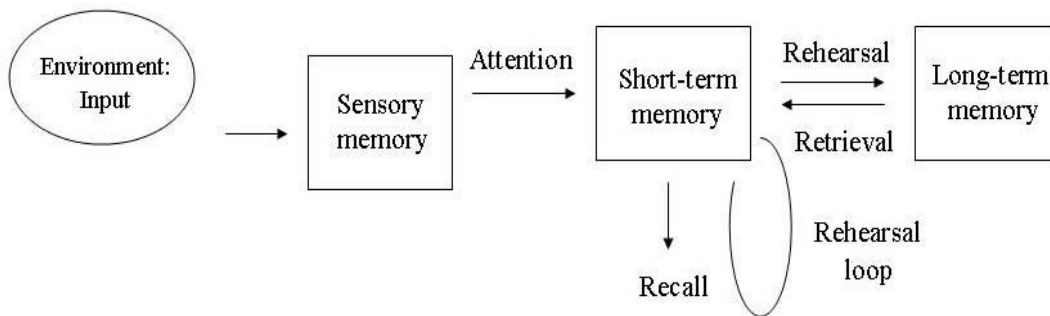 Environment:
Input
Sensory
memory
Attention
Short-term
memory
Rehearsal
Retrieval
Long-term
memory
Recall
Rehearsal
loop